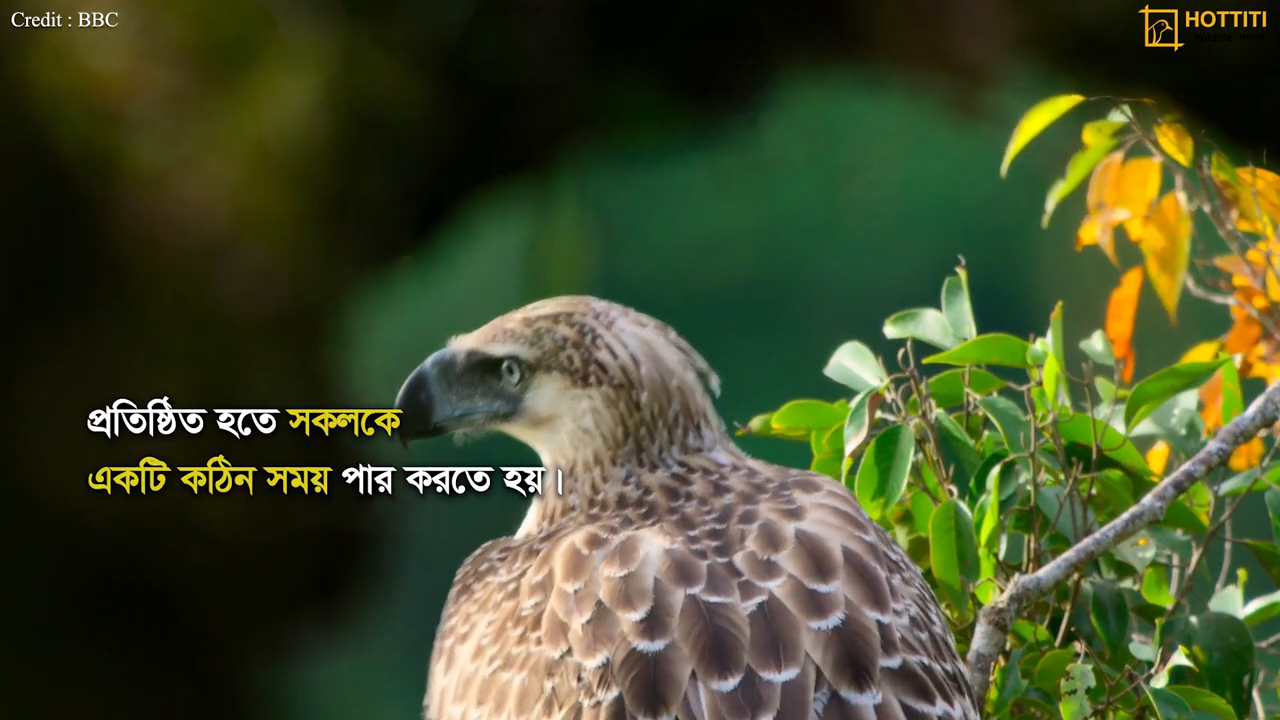 Credit : BBC
HOTTITI
প্রতিষ্ঠিত হতে সকলকে
একটি কঠিন সময় পার করতে হয়।